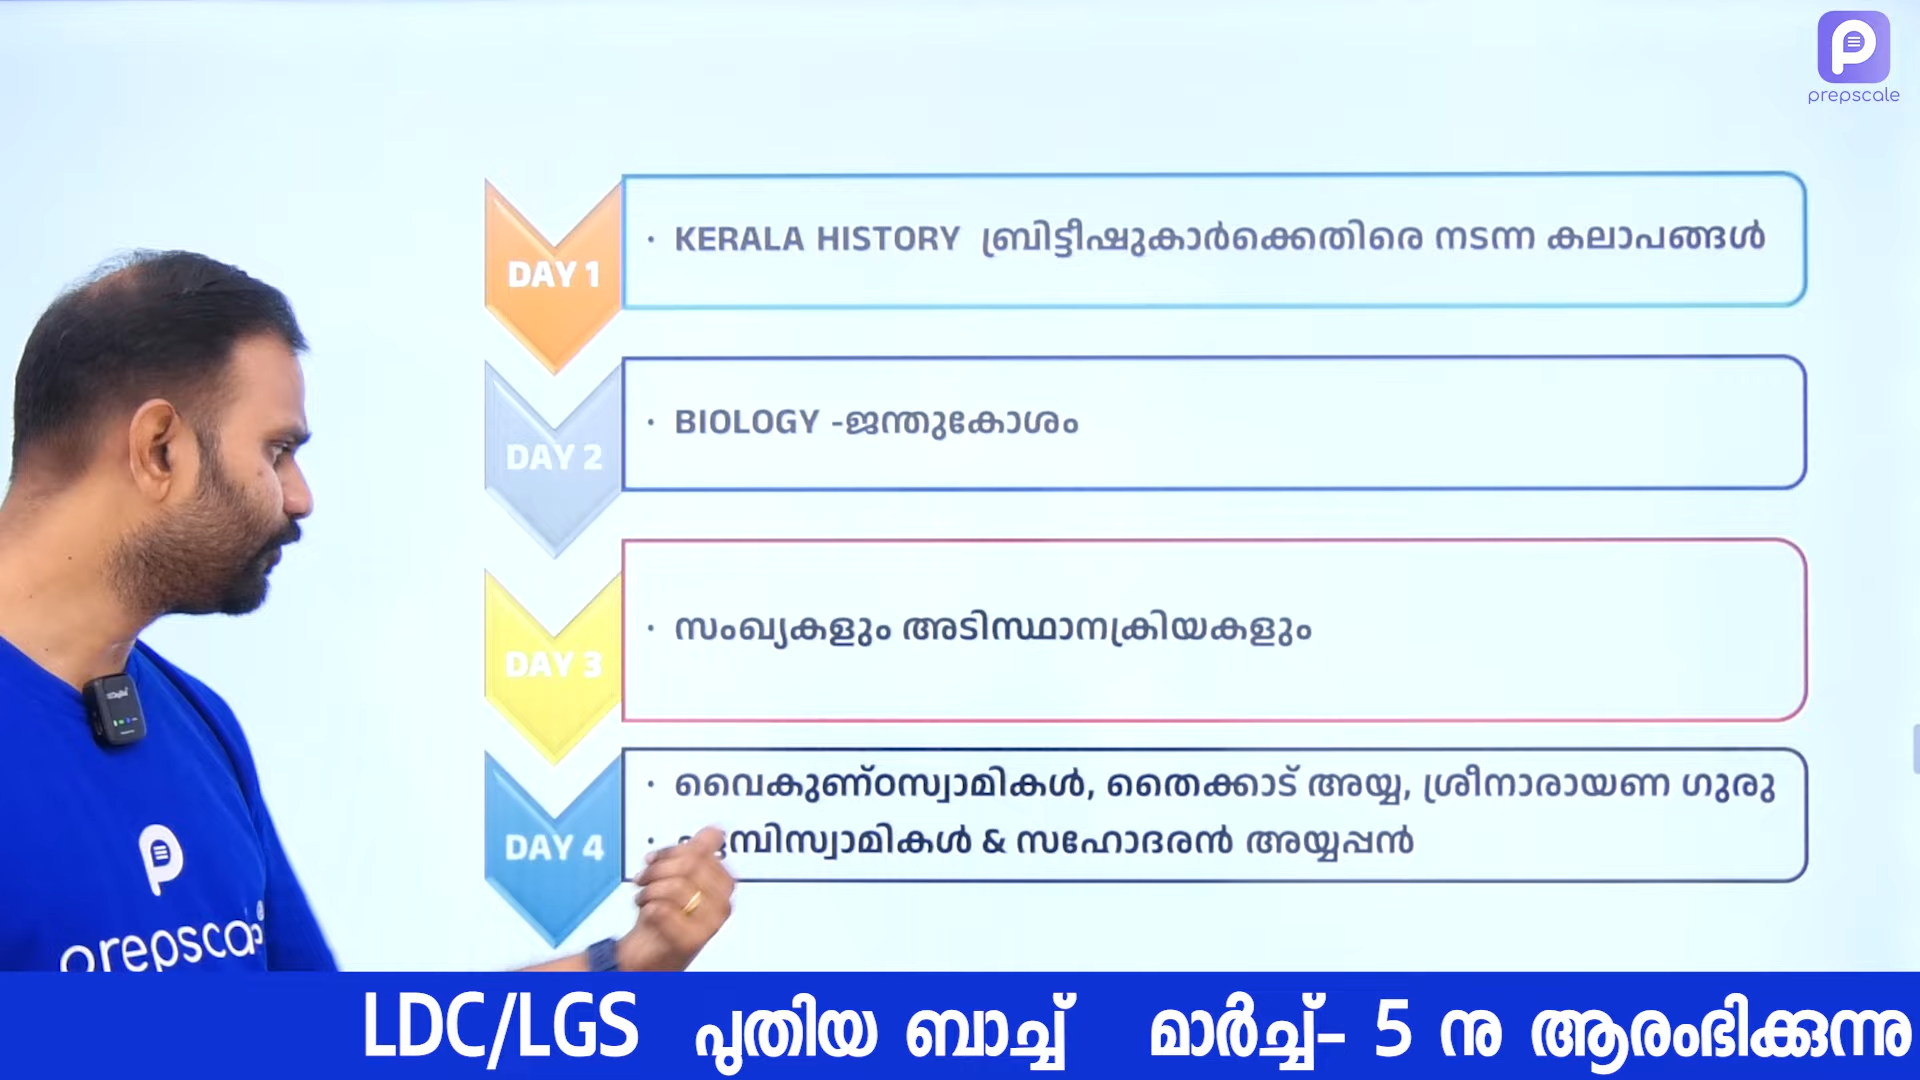 prepscale
DAY 1
· KERALA HISTORY ബ്രിട്ടീഷുകാർക്കെതിരെ നടന്ന കലാപങ്ങൾ
DAY 2
· BIOLOGY -ജന്തുകോശം
DAY 3
· സംഖ്യകളും അടിസ്ഥാനക്രിയകളും
DAY 4
· വൈകുണ്ഠസ്വാമികൾ, തൈക്കാട് അയ്യ, ശ്രീനാരായണ ഗുരു
· & സഹോദരൻ അയ്യപ്പൻ
prepscale
LDC/LGS പുതിയ ബാച്ച് മാർച്ച്- 5 നു ആരംഭിക്കുന്നു